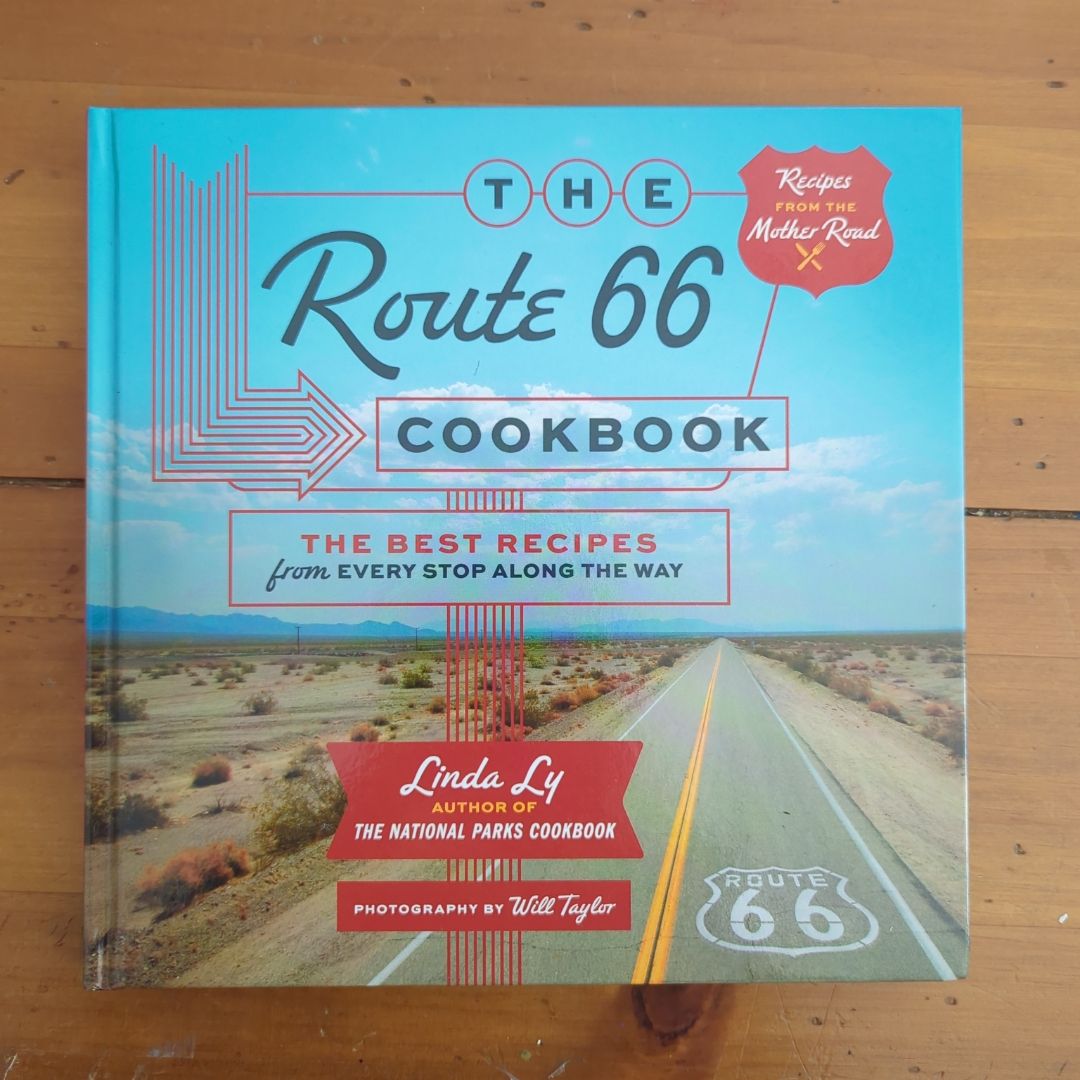 THE
Route 66
COOKBOOK
Recipes
FROM THE
Mother Road
THE BEST RECIPES
from EVERY STOP ALONG THE WAY
Linda Ly
AUTHOR OF
THE NATIONAL PARKS COOKBOOK
PHOTOGRAPHY BY Will Taylor
ROUTE
66